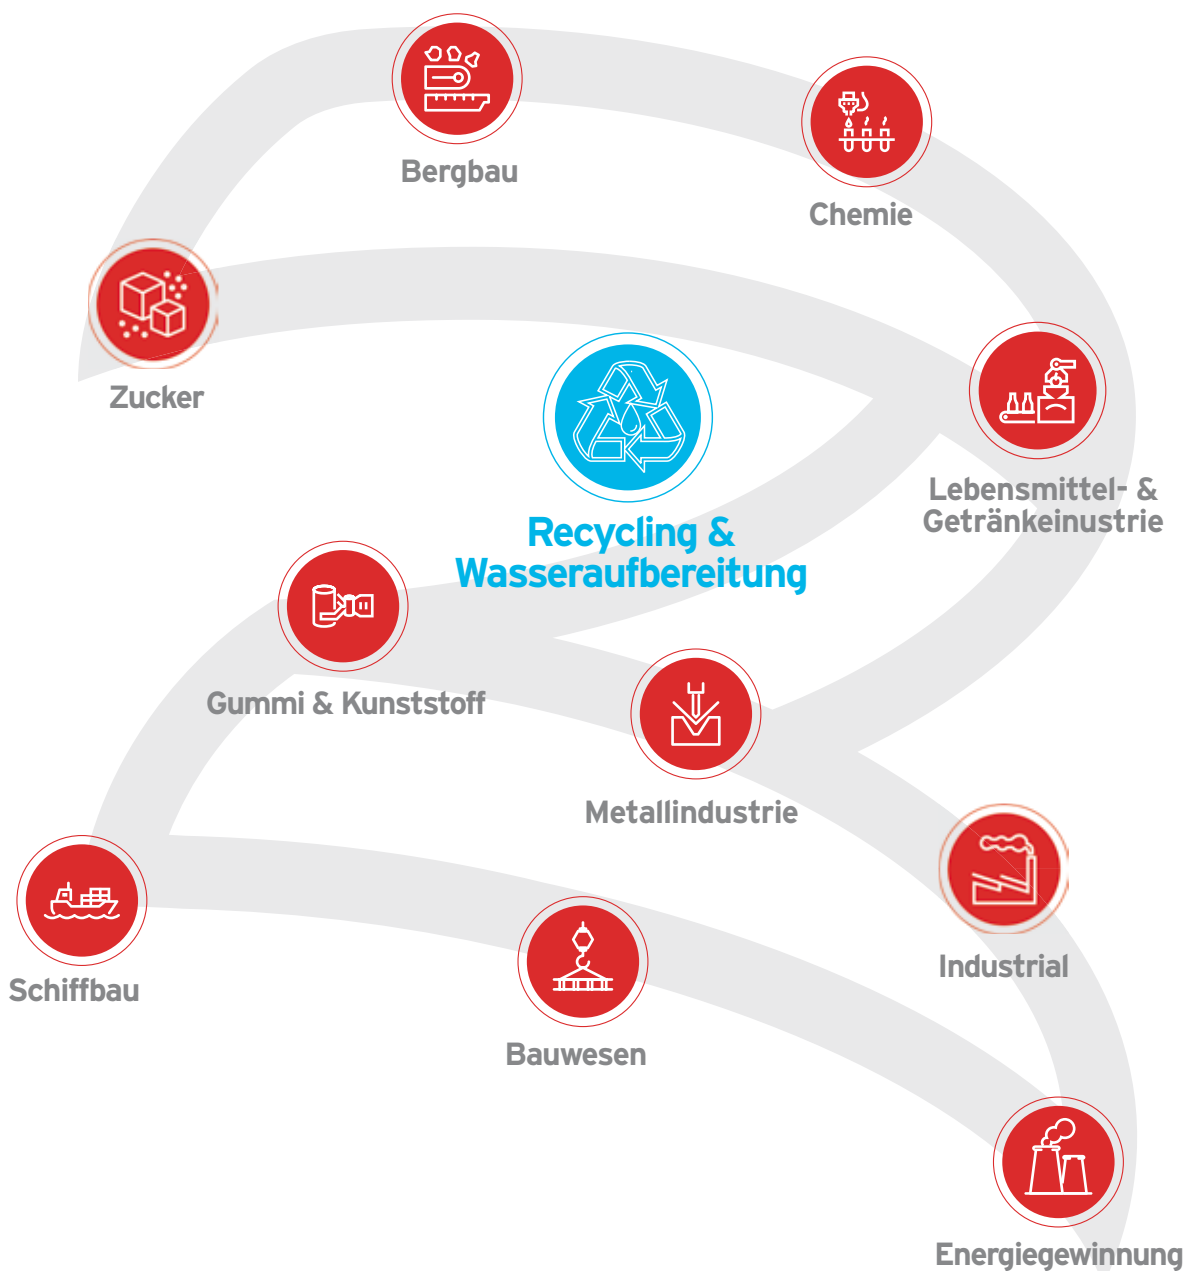 Bergbau
Chemie
Zucker
Lebensmittel- &
Getränkeinustrie
Recycling &
Wasseraufbereitung
Gummi & Kunststoff
Metallindustrie
Industrial
Schiffbau
Bauwesen
Energiegewinnung